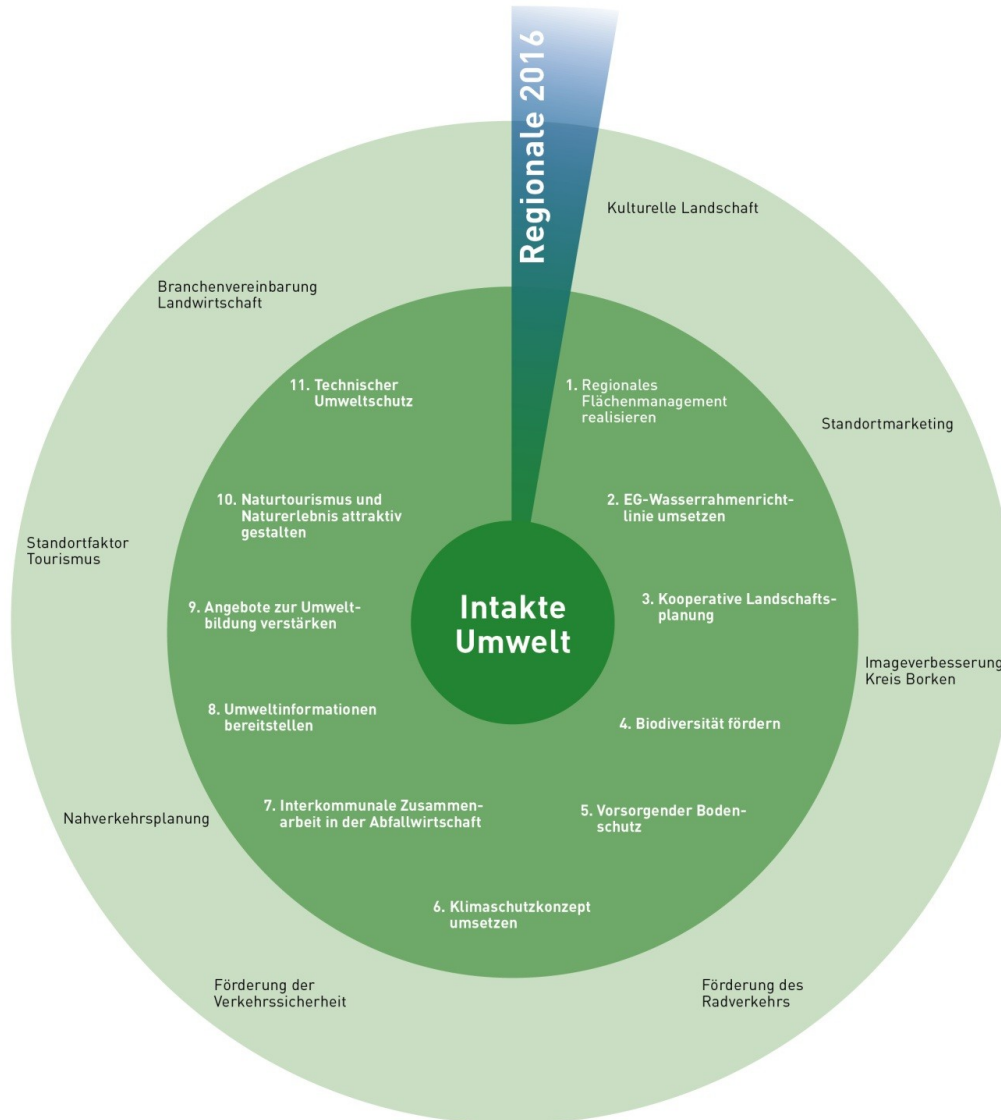 Regionale 2016
Kulturelle Landschaft
Standortmarketing
Imageverbesserung
Kreis Borken
Förderung des
Radverkehrs
Förderung der
Verkehrssicherheit
Nahverkehrsplanung
Standortfaktor
Tourismus
Branchenvereinbarung
Landwirtschaft
1. Regionales
Flächenmanagement
realisieren
2. EG-Wasserrahmenricht-
linie umsetzen
3. Kooperative Landschafts-
planung
4. Biodiversität fördern
5. Vorsorgender Boden-
schutz
6. Klimaschutzkonzept
umsetzen
7. Interkommunale Zusammen-
arbeit in der Abfallwirtschaft
8. Umweltinformationen
bereitstellen
9. Angebote zur Umwelt-
bildung verstärken
10. Naturtourismus und
Naturerlebnis attraktiv
gestalten
11. Technischer
Umweltschutz
Intakte
Umwelt